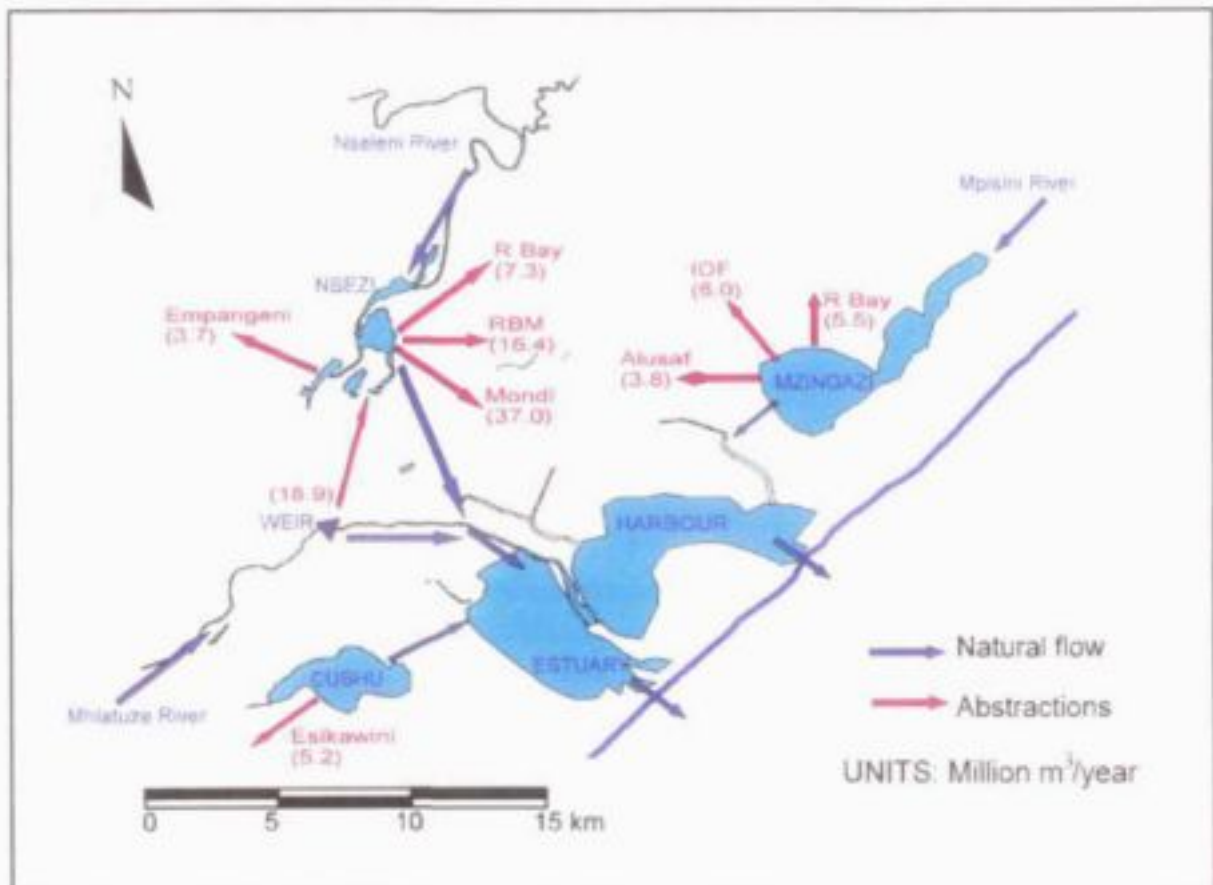 N
Nseleni River
Mpisini River
R Bay
(7.3)
NSEZI
IDF
(6.0)
R Bay
(5.5)
Empangeni
(3.7)
RBM
(16.4)
Alusaf
(3.8)
MZINGAZI
Mondi
(37.0)
(18.9)
WEIR
HARBOUR
CUSHU
ESTUARY
Natural flow
Mhlatuze River
Esikawini
(5.2)
Abstractions
UNITS: Million m³/year
0 5 10 15 km